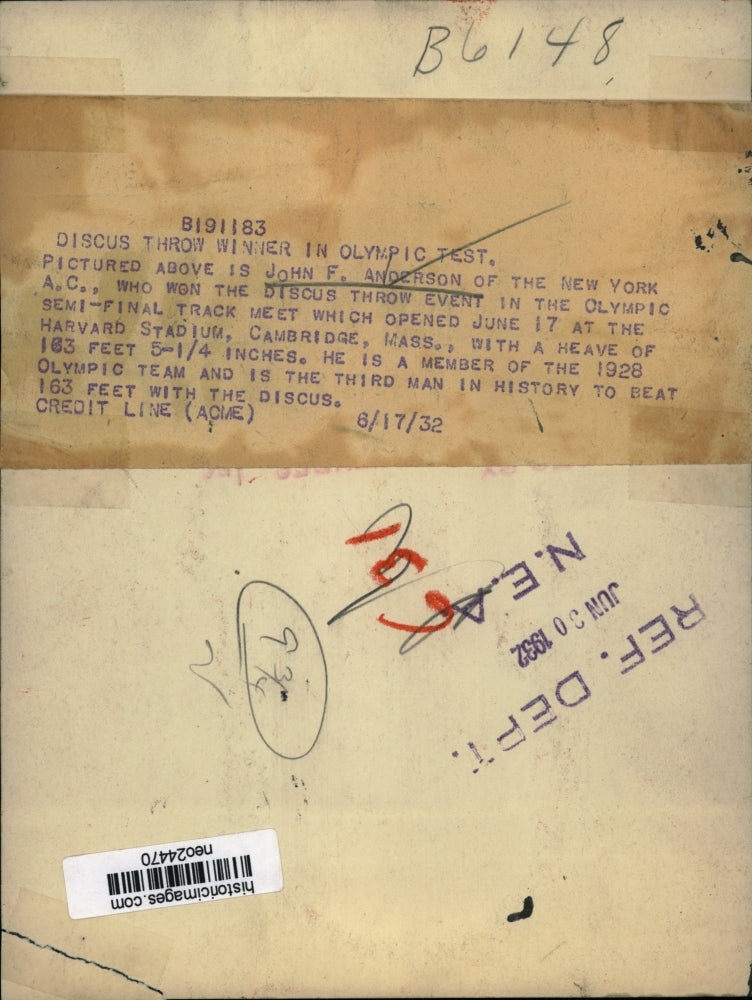 B6148
B191183
DISCUS THROW WINNER IN OLYMPIC TEST.
PICTURED ABOVE IS JOHN F. ANDERSON OF THE NEW YORK
A.C., WHO WON THE DISCUS THROW EVENT IN THE OLYMPIC
SEMI-FINAL TRACK MEET WHICH OPENED JUNE 17 AT THE
HARVARD STADIUM, CAMBRIDGE, MASS., WITH A HEAVE OF
163 FEET 5-1/4 INCHES. HE IS A MEMBER OF THE 1928
OLYMPIC TEAM AND IS THE THIRD MAN IN HISTORY TO BEAT
163 FEET WITH THE DISCUS.
CREDIT LINE (ACME) 6/17/32
REF. DEPT.
JUN 30 1932
N.E.A
historicimages.com
neo24470